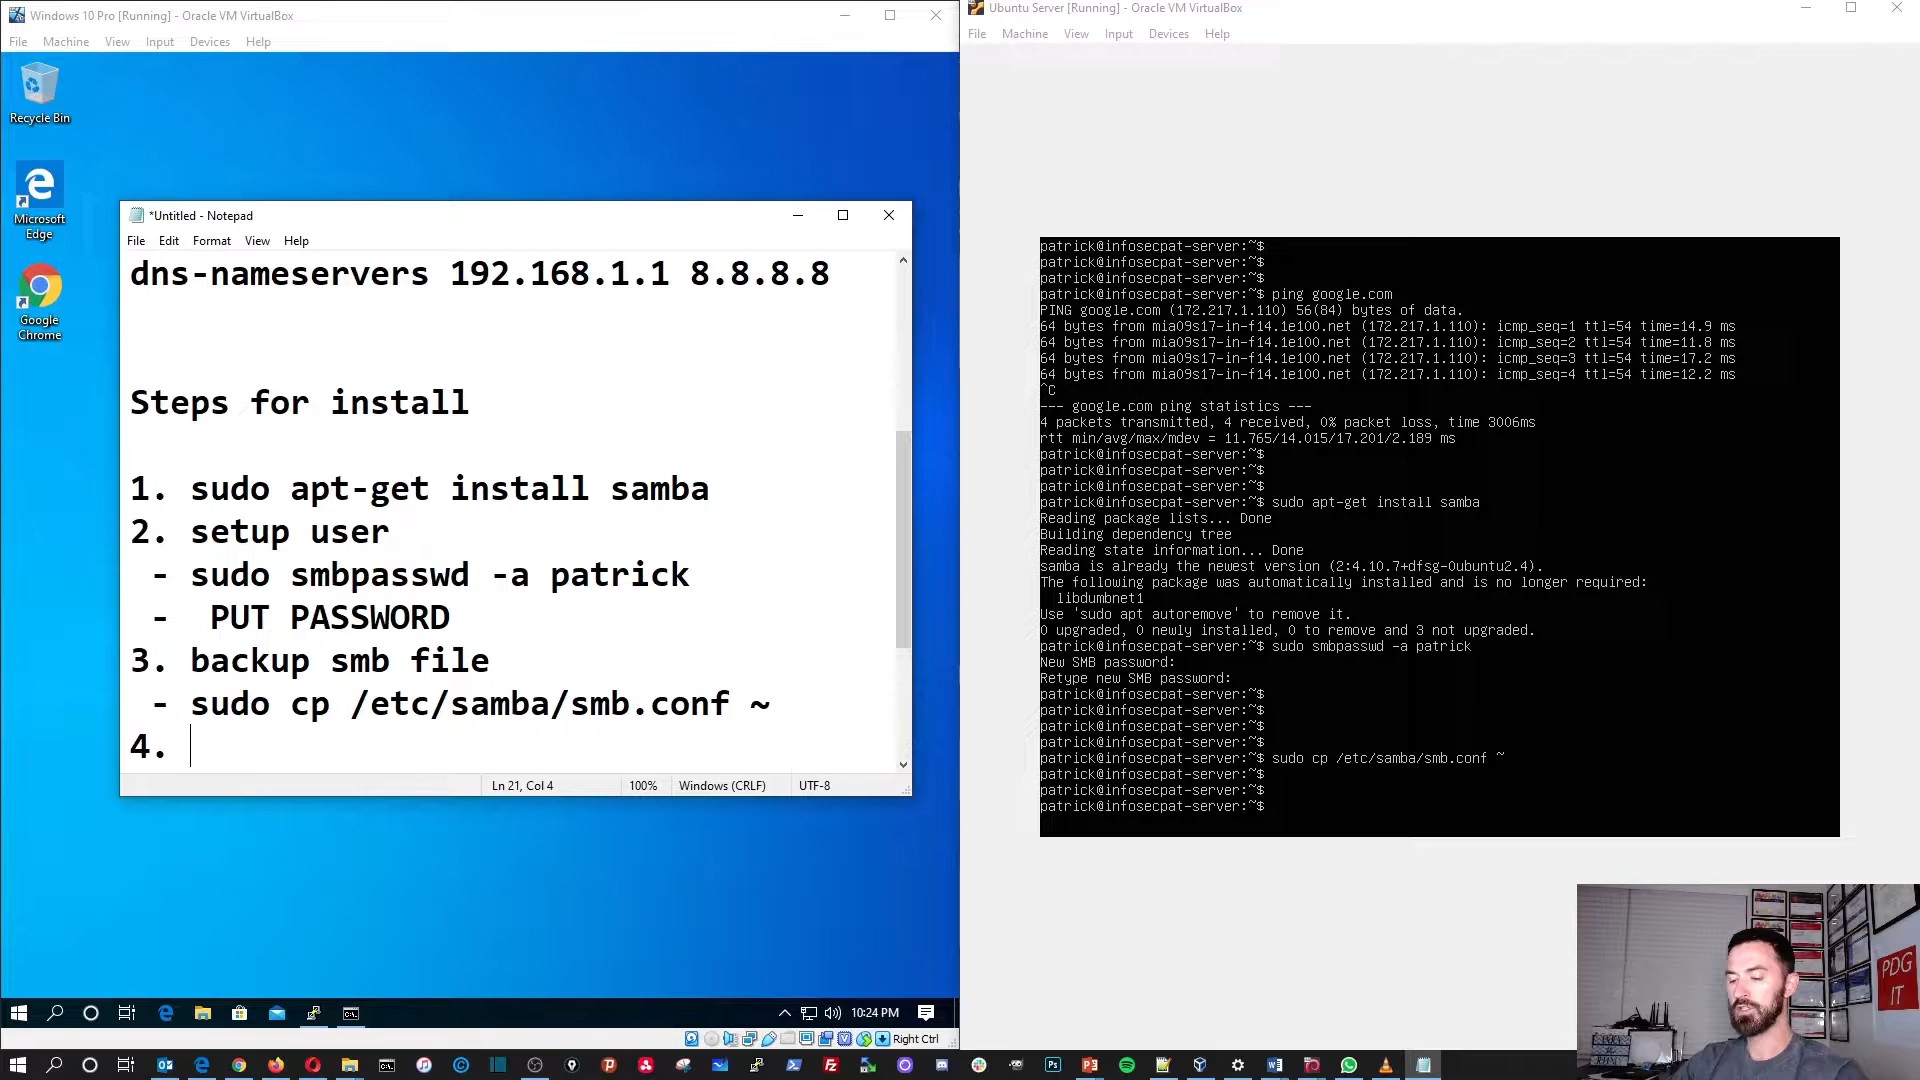 Windows 10 Pro [Running] - Oracle VM VirtualBox
File Machine View Input Devices Help
Recycle Bin
Microsoft
Edge
Google
Chrome
*Untitled - Notepad
File Edit Format View Help
dns-nameservers 192.168.1.1 8.8.8.8
Steps for install
1. sudo apt-get install samba
2. setup user
- sudo smbpasswd -a patrick
- PUT PASSWORD
3. backup smb file
- sudo cp /etc/samba/smb.conf ~
4.
Ln 21, Col 4 100% Windows (CRLF) UTF-8
10:24 PM
Right Ctrl
Ubuntu Server [Running] - Oracle VM VirtualBox
File Machine View Input Devices Help
patrick@infosecpat-server:~$
patrick@infosecpat-server:~$
patrick@infosecpat-server:~$
patrick@infosecpat-server:~$ ping google.com
PING google.com (172.217.1.110) 56(84) bytes of data.
64 bytes from mia09s17-in-f14.1e100.net (172.217.1.110): icmp_seq=1 ttl=54 time=14.9 ms
64 bytes from mia09s17-in-f14.1e100.net (172.217.1.110): icmp_seq=2 ttl=54 time=11.8 ms
64 bytes from mia09s17-in-f14.1e100.net (172.217.1.110): icmp_seq=3 ttl=54 time=17.2 ms
64 bytes from mia09s17-in-f14.1e100.net (172.217.1.110): icmp_seq=4 ttl=54 time=12.2 ms
^C
--- google.com ping statistics ---
4 packets transmitted, 4 received, 0% packet loss, time 3006ms
rtt min/avg/max/mdev = 11.765/14.015/17.201/2.189 ms
patrick@infosecpat-server:~$
patrick@infosecpat-server:~$
patrick@infosecpat-server:~$
patrick@infosecpat-server:~$ sudo apt-get install samba
Reading package lists... Done
Building dependency tree
Reading state information... Done
samba is already the newest version (2:4.10.7+dfsg-0ubuntu2.4).
The following package was automatically installed and is no longer required:
libdumbnet1
Use 'sudo apt autoremove' to remove it.
0 upgraded, 0 newly installed, 0 to remove and 3 not upgraded.
patrick@infosecpat-server:~$ sudo smbpasswd -a patrick
New SMB password:
Retype new SMB password:
patrick@infosecpat-server:~$
patrick@infosecpat-server:~$
patrick@infosecpat-server:~$
patrick@infosecpat-server:~$
patrick@infosecpat-server:~$ sudo cp /etc/samba/smb.conf ~
patrick@infosecpat-server:~$
patrick@infosecpat-server:~$
patrick@infosecpat-server:~$
PDG
IT